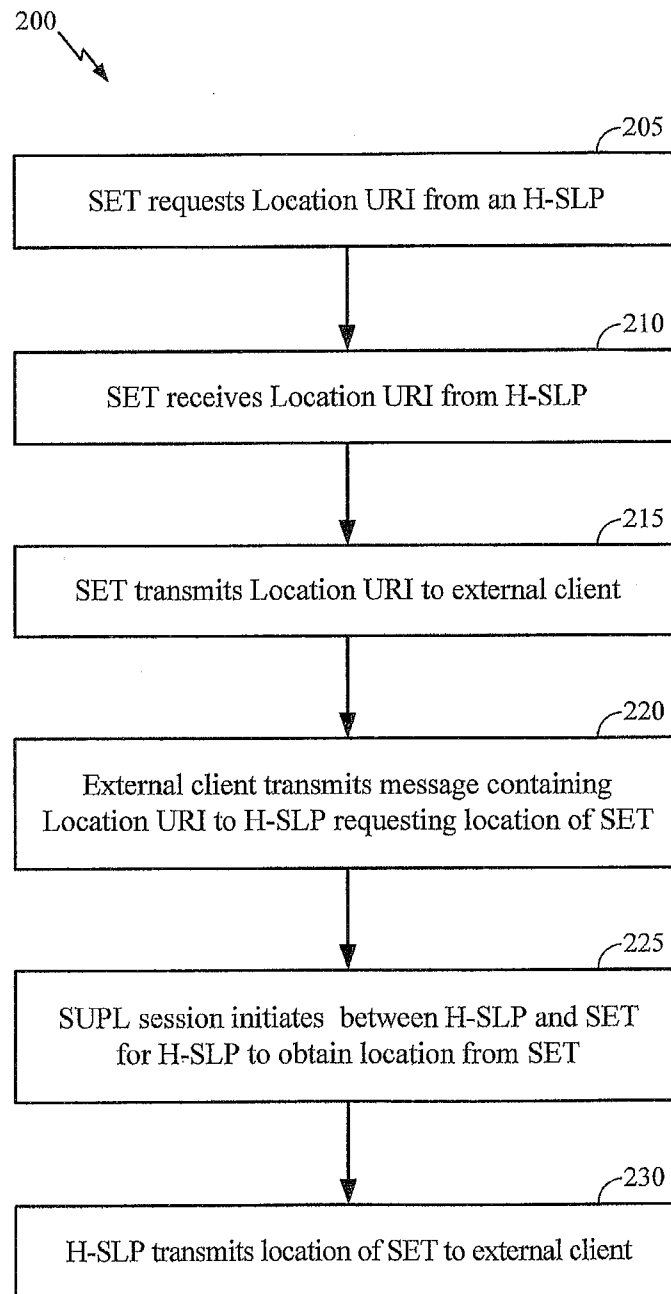 200
205
SET requests Location URI from an H-SLP
210
SET receives Location URI from H-SLP
215
SET transmits Location URI to external client
220
External client transmits message containing
Location URI to H-SLP requesting location of SET
225
SUPL session initiates between H-SLP and SET
for H-SLP to obtain location from SET
230
H-SLP transmits location of SET to external client